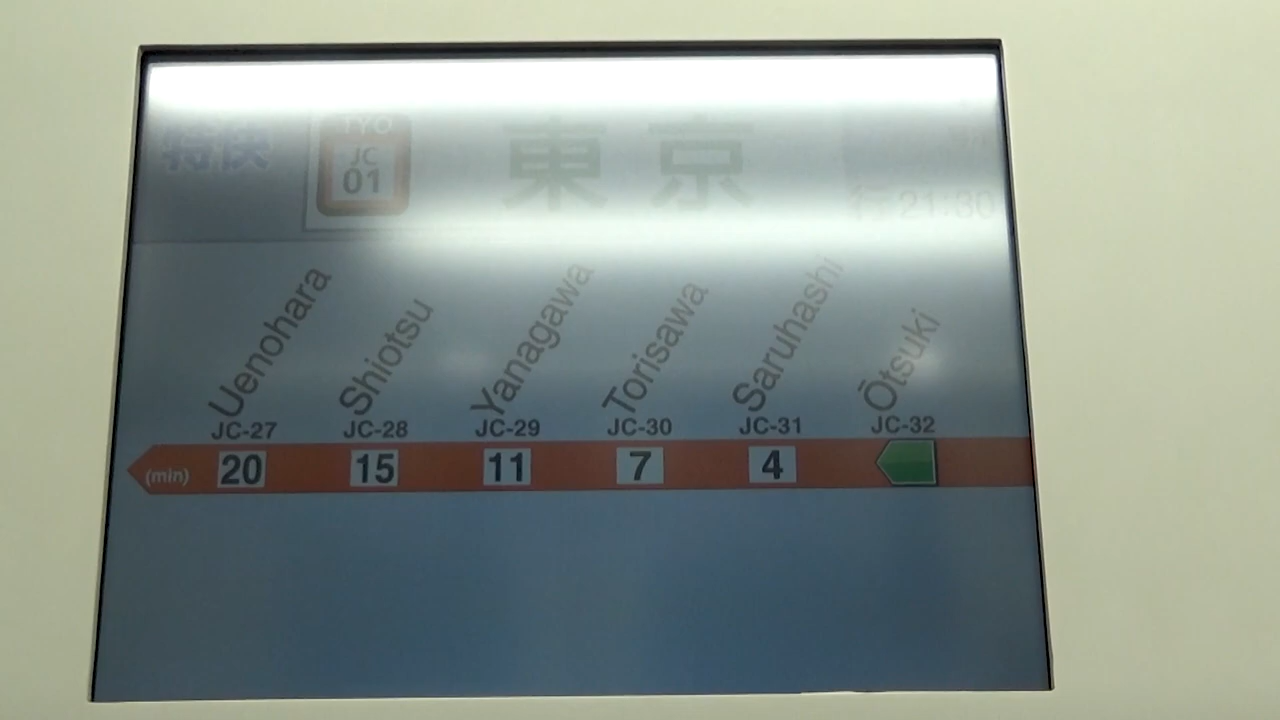 特快
TYO
JC
01
東京
行 21:30
Uenohara
Shiotsu
Yanagawa
Torisawa
Saruhashi
Ōtsuki
JC-27 JC-28 JC-29 JC-30 JC-31 JC-32
(min) 20 15 11 7 4